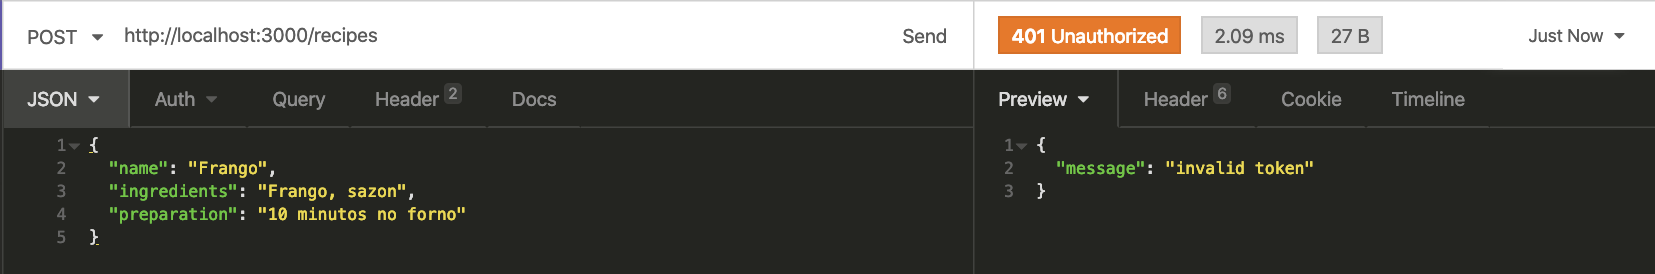 POST http://localhost:3000/recipes Send 401 Unauthorized 2.09 ms 27 B Just Now
JSON Auth Query Header 2 Docs Preview Header 6 Cookie Timeline
1 {
2 "name": "Frango",
3 "ingredients": "Frango, sazon",
4 "preparation": "10 minutos no forno"
5 }
1 {
2 "message": "invalid token"
3 }